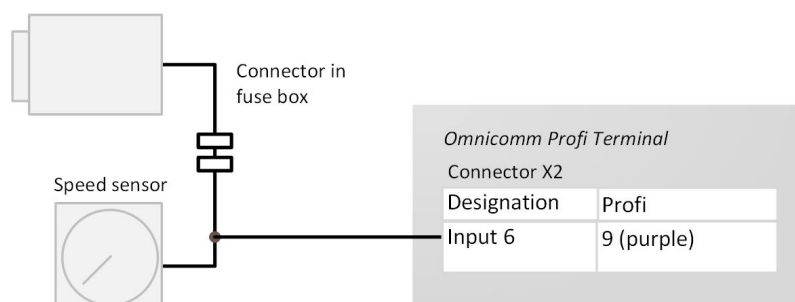 Connector in
fuse box
Omnicomm Profi Terminal
Connector X2
Speed sensor
Designation Profi
Input 6 9 (purple)